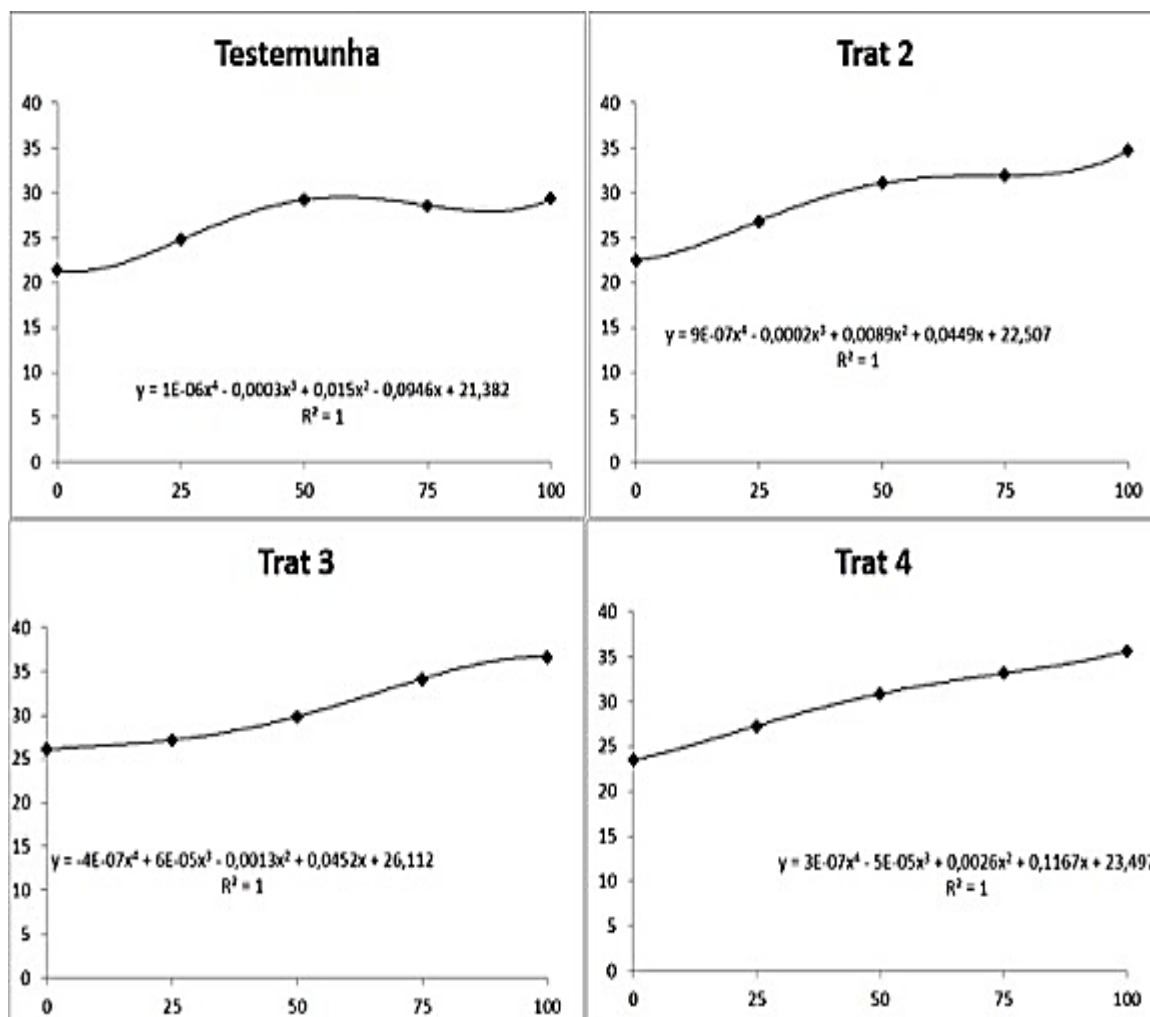 Testemunha
40
35
30
25
20
15
10
5
0
y = 1E-06x⁴ - 0,0003x³ + 0,015x² - 0,0946x + 21,382
R² = 1
0 25 50 75 100
Trat 2
40
35
30
25
20
15
10
5
0
y = 9E-07x⁴ - 0,0002x³ + 0,0089x² + 0,0449x + 22,507
R² = 1
0 25 50 75 100
Trat 3
40
35
30
25
20
15
10
5
0
y = -4E-07x⁴ + 6E-05x³ - 0,0013x² + 0,0452x + 26,112
R² = 1
0 25 50 75 100
Trat 4
40
35
30
25
20
15
10
5
0
y = 3E-07x⁴ - 5E-05x³ + 0,0026x² + 0,1167x + 23,497
R² = 1
0 25 50 75 100